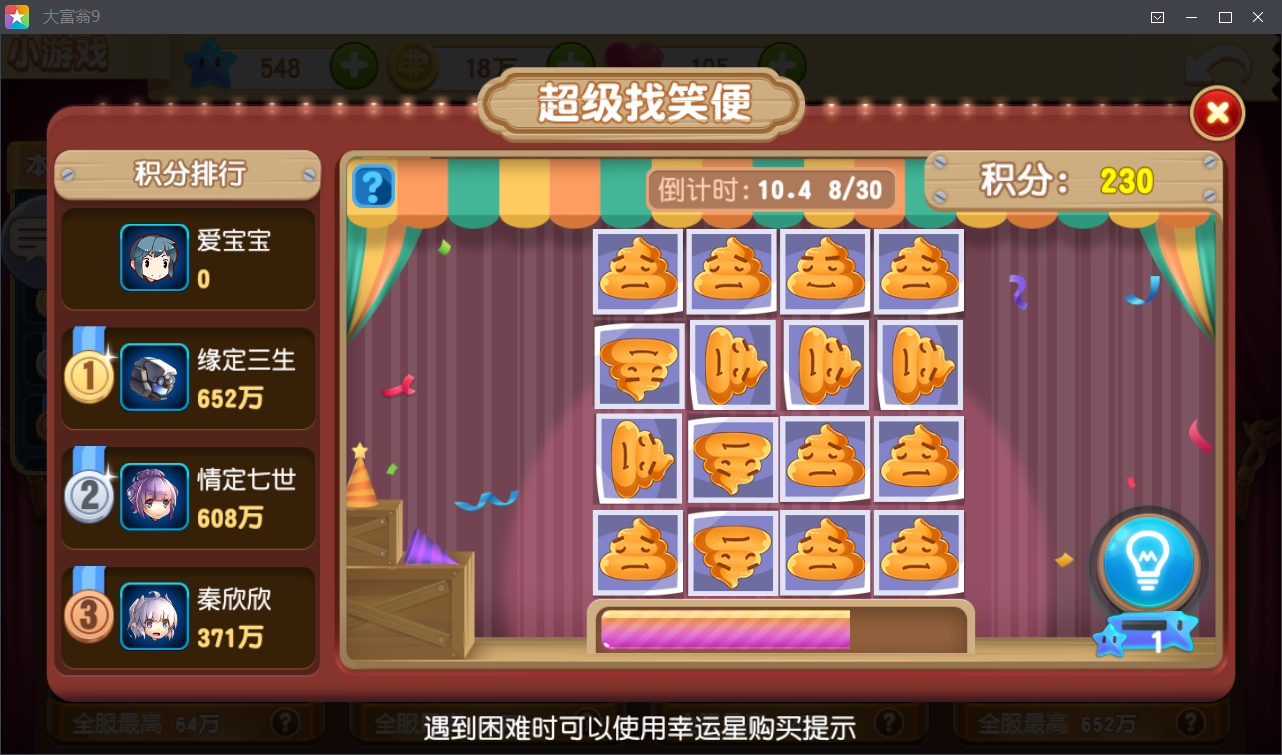 大富翁9
小游戏
548
18万
105
超级找笑便
积分排行
倒计时:10.4 8/30
积分: 230
爱宝宝
0
1
缘定三生
652万
2
情定七世
608万
3
秦欣欣
371万
1
全服最高 64万
全服最高 652万
遇到困难时可以使用幸运星购买提示